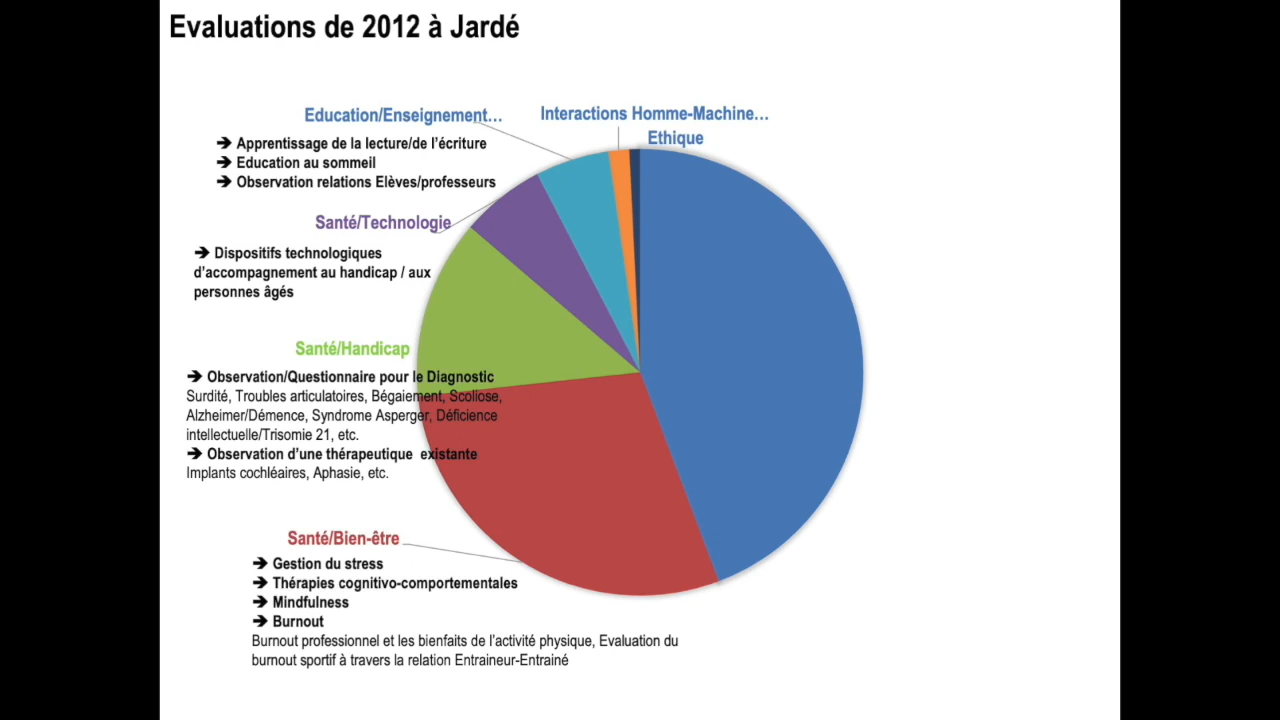 Evaluations de 2012 à Jardé
Education/Enseignement…
Interactions Homme-Machine…
Ethique
➔ Apprentissage de la lecture/de l'écriture
➔ Education au sommeil
➔ Observation relations Elèves/professeurs
Santé/Technologie
➔ Dispositifs technologiques
d'accompagnement au handicap / aux
personnes âgés
Santé/Handicap
➔ Observation/Questionnaire pour le Diagnostic
Surdité, Troubles articulatoires, Bégaiement, Scoliose,
Alzheimer/Démence, Syndrome Asperger, Déficience
intellectuelle/Trisomie 21, etc.
➔ Observation d'une thérapeutique existante
Implants cochléaires, Aphasie, etc.
Santé/Bien-être
➔ Gestion du stress
➔ Thérapies cognitivo-comportementales
➔ Mindfulness
➔ Burnout
Burnout professionnel et les bienfaits de l'activité physique, Evaluation du
burnout sportif à travers la relation Entraineur-Entrainé